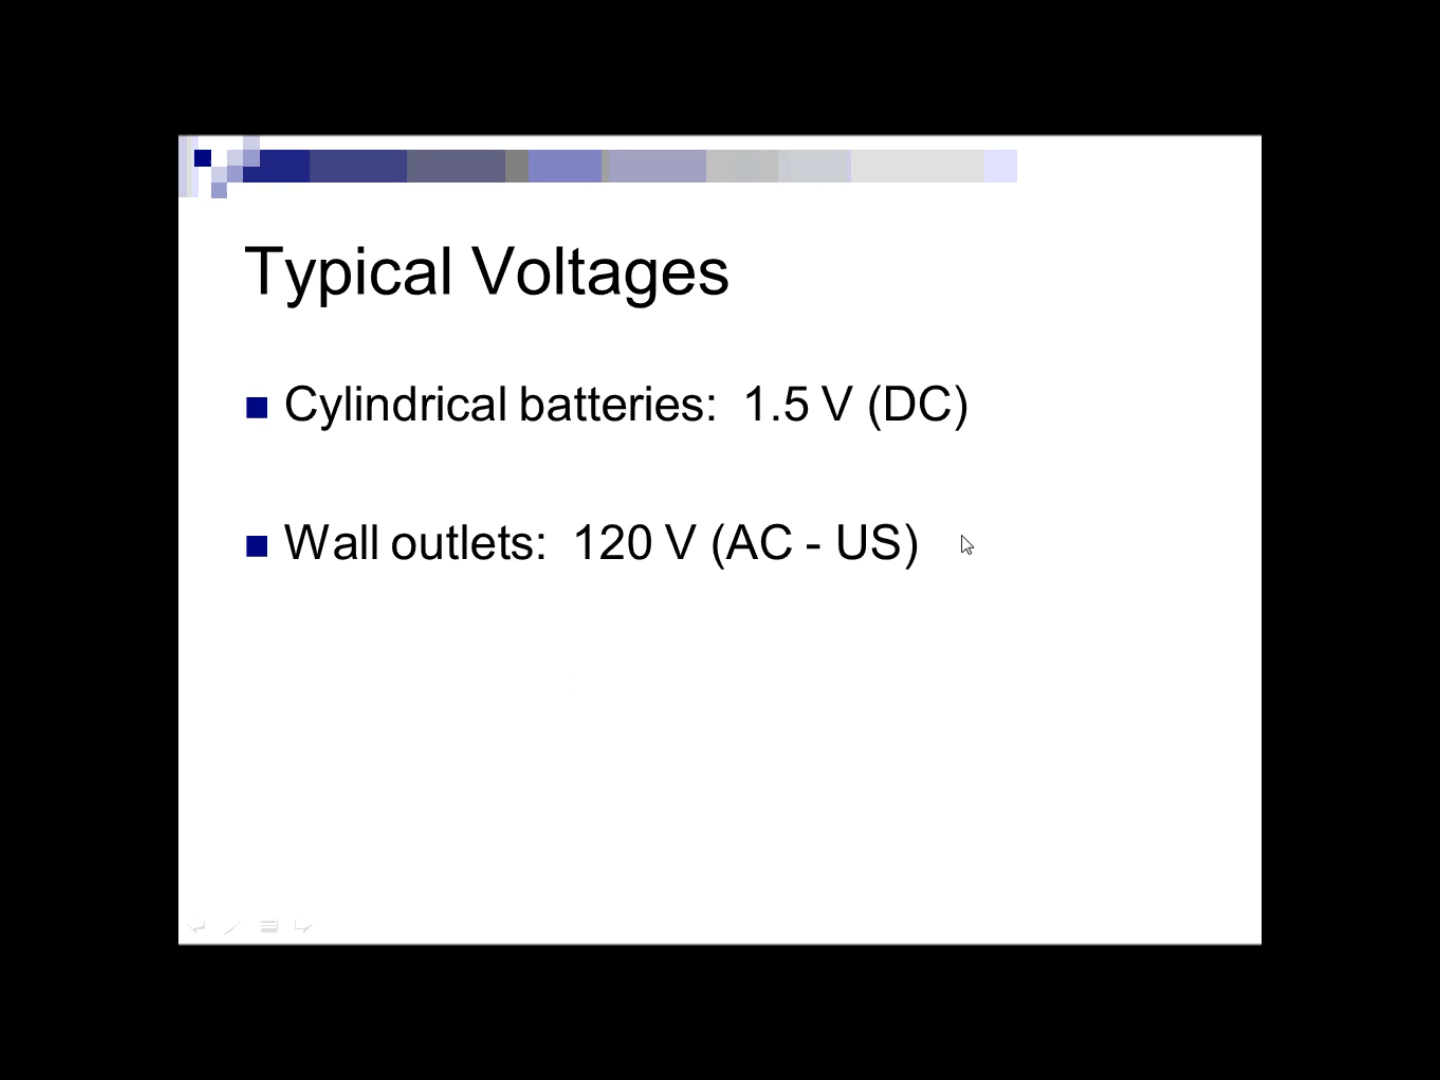 Typical Voltages
Cylindrical batteries:  1.5 V (DC)
Wall outlets:  120 V (AC - US)